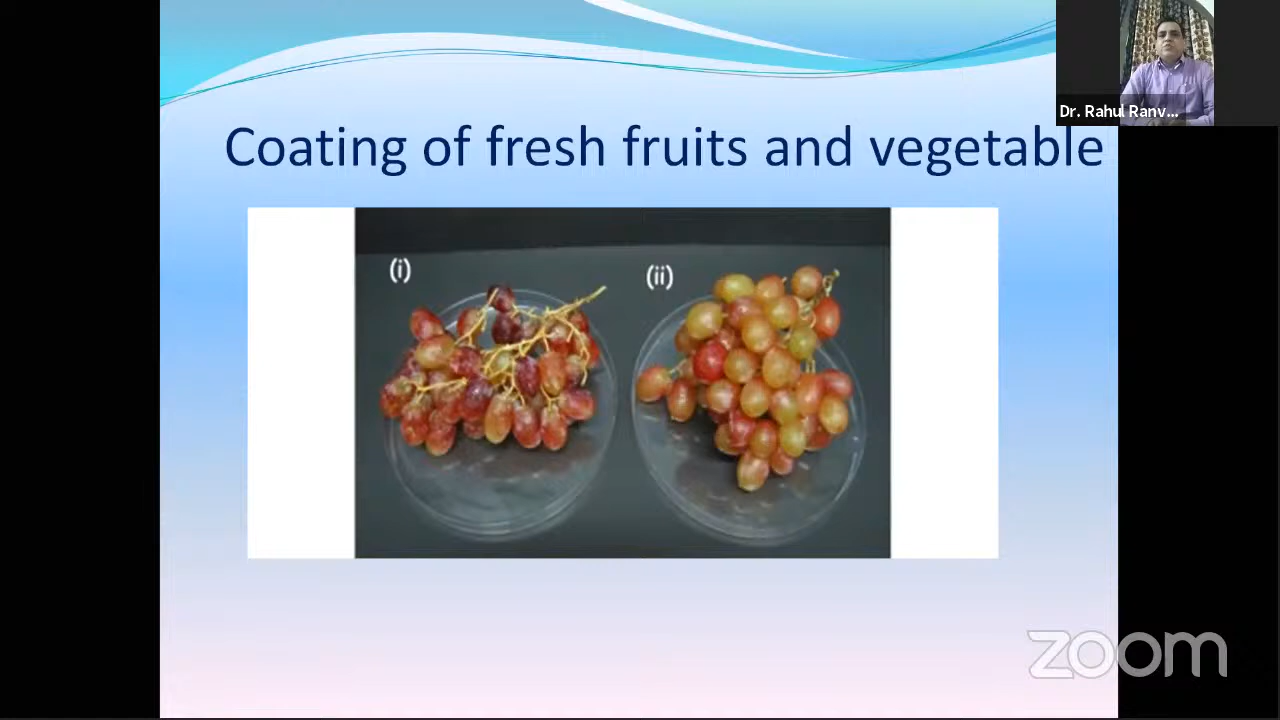 Dr. Rahul Ranv...
Coating of fresh fruits and vegetable
(i)
(ii)
zoom